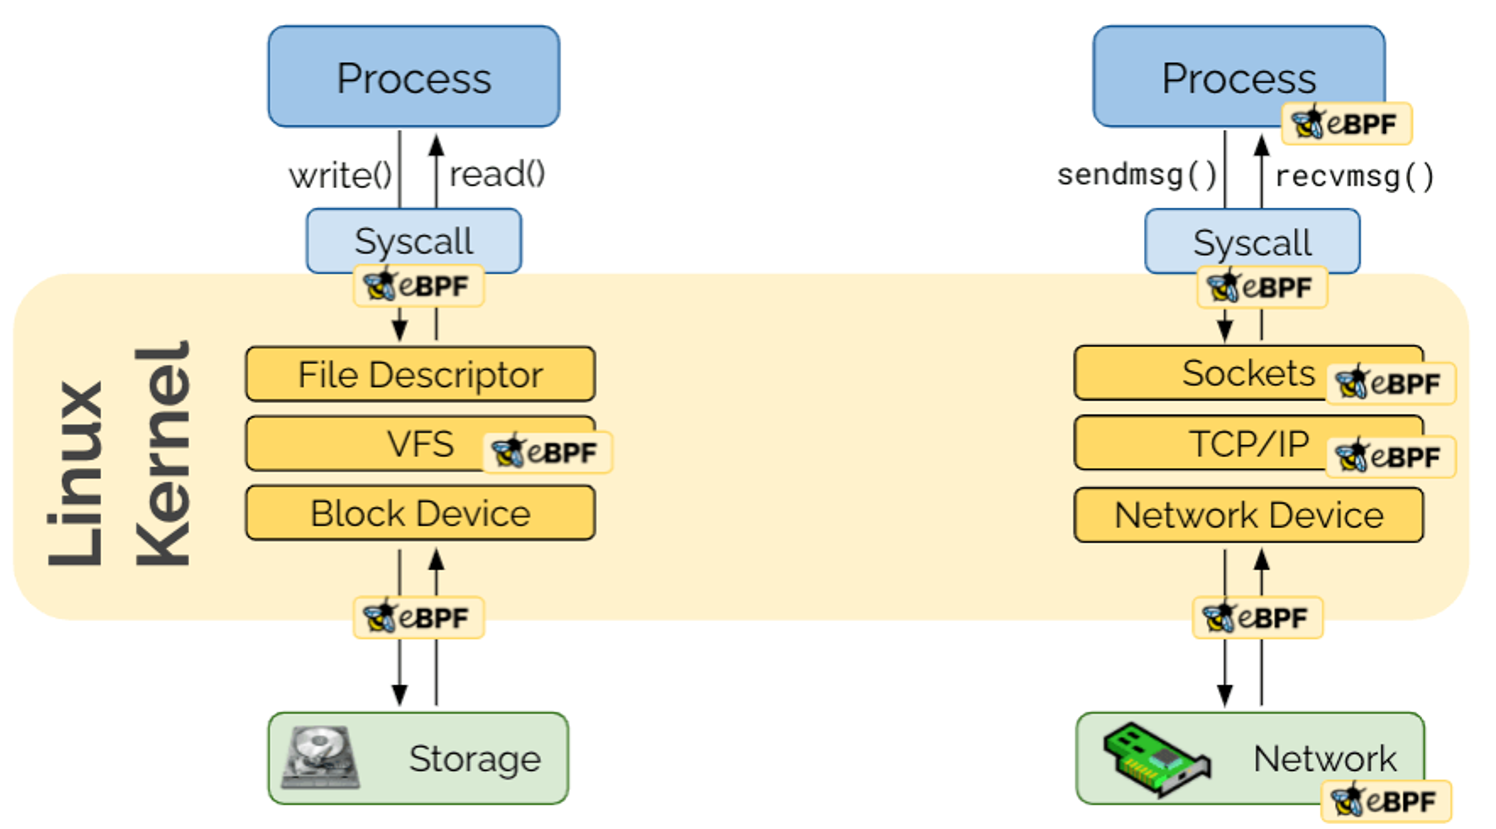 Process
write()
read()
Syscall
eBPF
Linux
Kernel
File Descriptor
VFS
eBPF
Block Device
eBPF
Storage
Process
eBPF
sendmsg()
recvmsg()
Syscall
eBPF
Sockets
eBPF
TCP/IP
eBPF
Network Device
eBPF
Network
eBPF